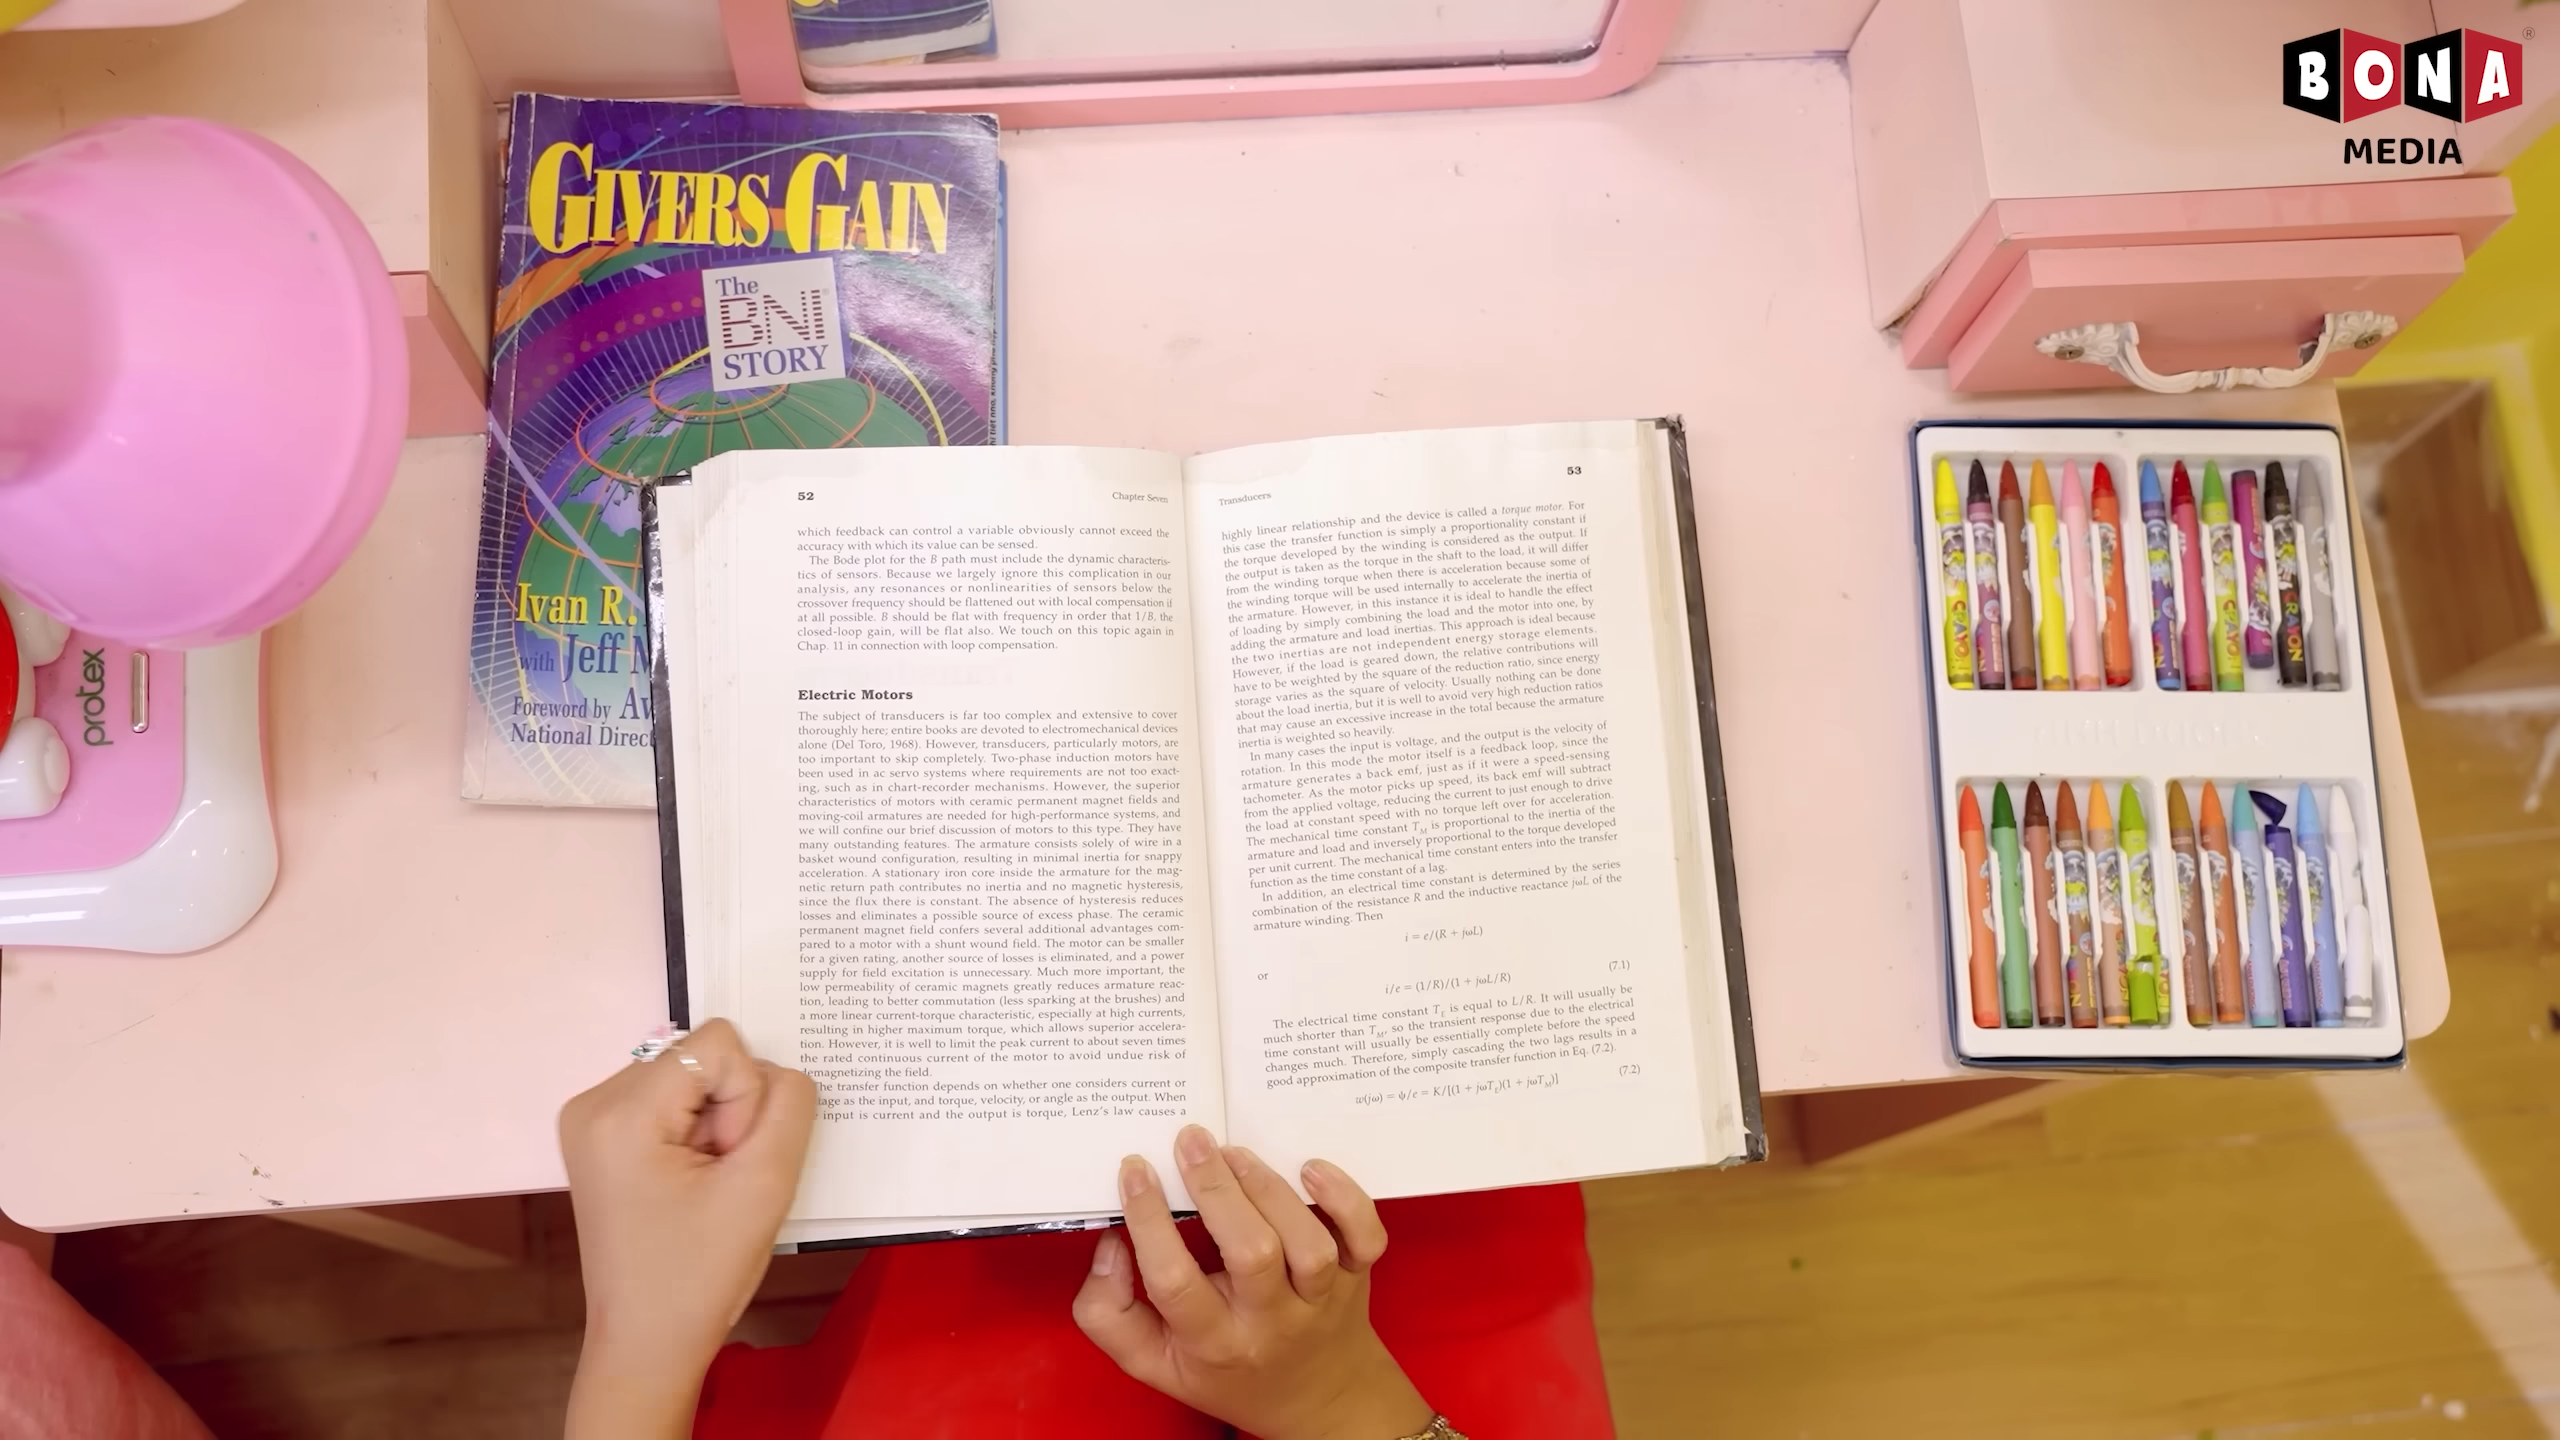 BONA
®
MEDIA
GIVERS GAIN
The
BNI
STORY
Ivan R.
with Jeff
Foreword by
National
protex
52
Chapter Seven
which feedback can control a variable obviously cannot exceed the
accuracy with which its value can be sensed.
The Bode plot for the B path must include the dynamic characteris-
tics of sensors. Because we largely ignore this complication in our
analysis, any resonances or nonlinearities of sensors below the
crossover frequency should be flattened out with local compensation if
at all possible. B should be flat with frequency in order that 1/B, the
closed-loop gain, will be flat also. We touch on this topic again in
Chap. 11 in connection with loop compensation.
Electric Motors
The subject of transducers is far too complex and extensive to cover
thoroughly here; entire books are devoted to electromechanical devices
alone (Del Toro, 1968). However, transducers, particularly motors, are
too important to skip completely. Two-phase induction motors have
been used in ac servo systems where requirements are not too exact-
ing, such as in chart-recorder mechanisms. However, the superior
characteristics of motors with ceramic permanent magnet fields and
moving-coil armatures are needed for high-performance systems, and
we will confine our brief discussion of motors to this type. They have
many outstanding features. The armature consists solely of wire in a
basket wound configuration, resulting in minimal inertia for snappy
acceleration. A stationary iron core inside the armature for the mag-
netic return path contributes no inertia and no magnetic hysteresis,
since the flux there is constant. The absence of hysteresis reduces
losses and eliminates a possible source of excess phase. The ceramic
permanent magnet field confers several additional advantages com-
pared to a motor with a shunt wound field. The motor can be smaller
for a given rating, another source of losses is eliminated, and a power
supply for field excitation is unnecessary. Much more important, the
low permeability of ceramic magnets greatly reduces armature reac-
tion, leading to better commutation (less sparking at the brushes) and
a more linear current-torque characteristic, especially at high currents,
resulting in higher maximum torque, which allows superior accelera-
tion. However, it is well to limit the peak current to about seven times
the rated continuous current of the motor to avoid undue risk of
demagnetizing the field.
The transfer function depends on whether one considers current or
tage as the input, and torque, velocity, or angle as the output. When
input is current and the output is torque, Lenz's law causes a
Transducers
53
highly linear relationship and the device is called a torque motor. For
this case the transfer function is simply a proportionality constant if
the torque developed by the winding is considered as the output. If
the output is taken as the torque in the shaft to the load, it will differ
from the winding torque when there is acceleration because some of
the winding torque will be used internally to accelerate the inertia of
the armature. However, in this instance it is ideal to handle the effect
of loading by simply combining the load and the motor into one, by
adding the armature and load inertias. This approach is ideal because
the two inertias are not independent energy storage elements.
However, if the load is geared down, the relative contributions will
have to be weighted by the square of the reduction ratio, since energy
storage varies as the square of velocity. Usually nothing can be done
about the load inertia, but it is well to avoid very high reduction ratios
that may cause an excessive increase in the total because the armature
inertia is weighted so heavily.
In many cases the input is voltage, and the output is the velocity of
rotation. In this mode the motor itself is a feedback loop, since the
armature generates a back emf, just as if it were a speed-sensing
tachometer. As the motor picks up speed, its back emf will subtract
from the applied voltage, reducing the current to just enough to drive
the load at constant speed with no torque left over for acceleration.
The mechanical time constant T_M is proportional to the inertia of the
armature and load and inversely proportional to the torque developed
per unit current. The mechanical time constant enters into the transfer
function as the time constant of a lag.
In addition, an electrical time constant is determined by the series
combination of the resistance R and the inductive reactance jωL of the
armature winding. Then
i = e/(R + jωL)
or
(7.1)
i/e = (1/R)/(1 + jωL/R)
The electrical time constant T_E is equal to L/R. It will usually be
much shorter than T_M, so the transient response due to the electrical
time constant will usually be essentially complete before the speed
changes much. Therefore, simply cascading the two lags results in a
good approximation of the composite transfer function in Eq. (7.2).
(7.2)
w(jω) = ψ/e = K/[(1 + jωT_E)(1 + jωT_M)]